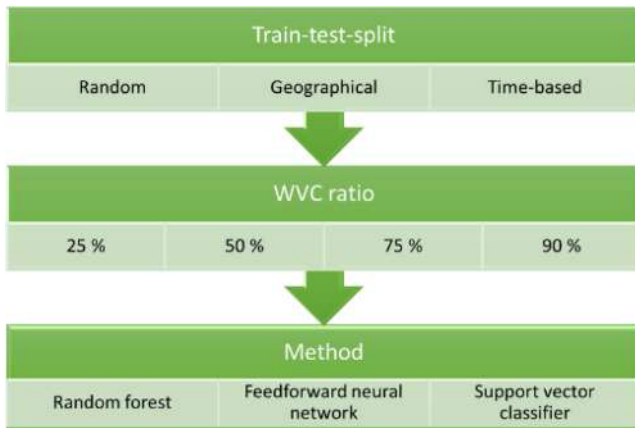 Train-test-split
Random Geographical Time-based
WVC ratio
25 % 50 % 75 % 90 %
Method
Random forest Feedforward neural network Support vector classifier